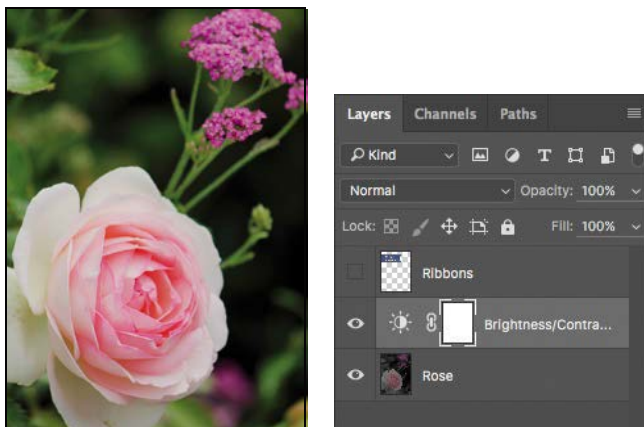 Layers Channels Paths
Kind T
Normal Opacity: 100%
Lock: Fill: 100%
Ribbons
Brightness/Contra...
Rose